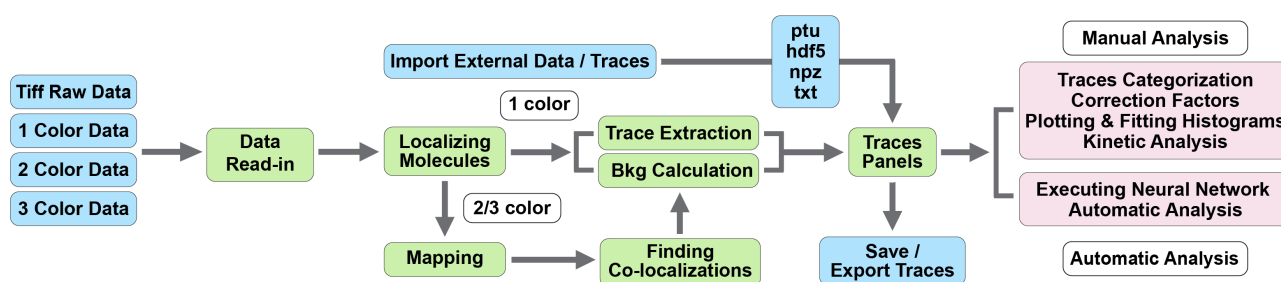 Tiff Raw Data
1 Color Data
2 Color Data
3 Color Data
Data
Read-in
Import External Data / Traces
ptu
hdf5
npz
txt
Localizing
Molecules
1 color
2/3 color
Mapping
Trace Extraction
Bkg Calculation
Finding
Co-localizations
Traces
Panels
Save /
Export Traces
Manual Analysis
Traces Categorization
Correction Factors
Plotting & Fitting Histograms
Kinetic Analysis
Executing Neural Network
Automatic Analysis
Automatic Analysis